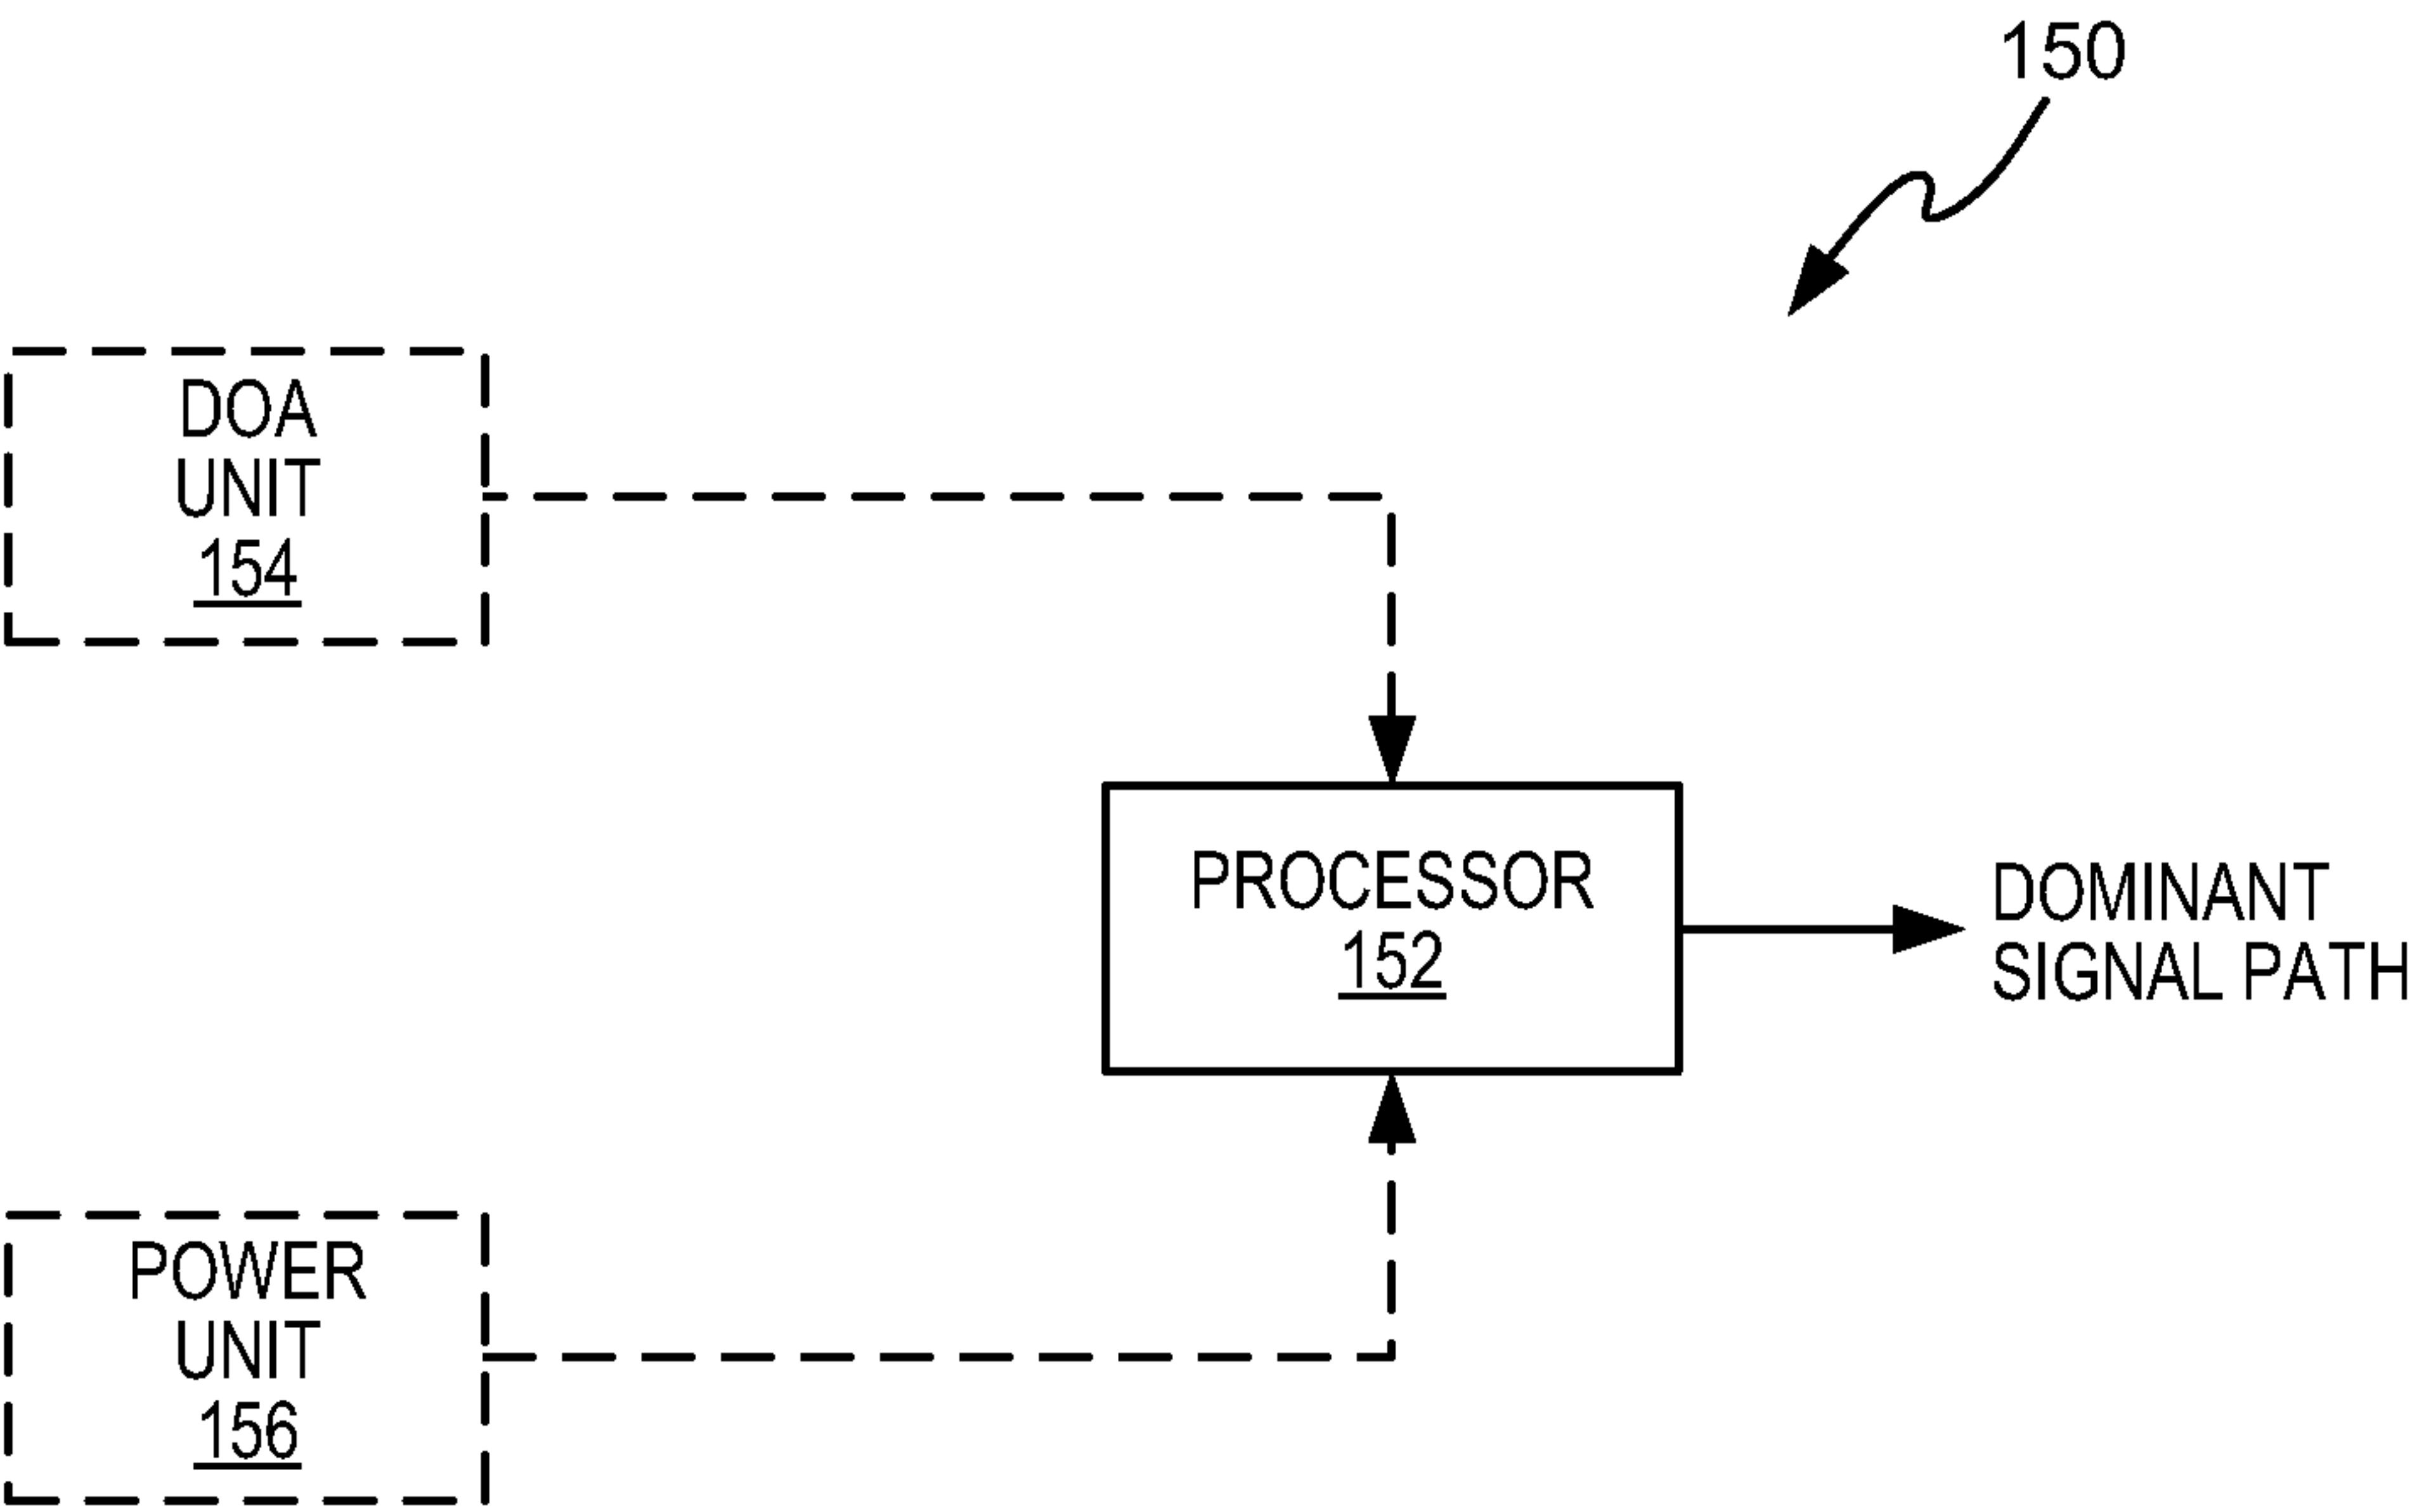 150
DOA
UNIT
154
PROCESSOR
152
DOMINANT
SIGNAL PATH
POWER
UNIT
156